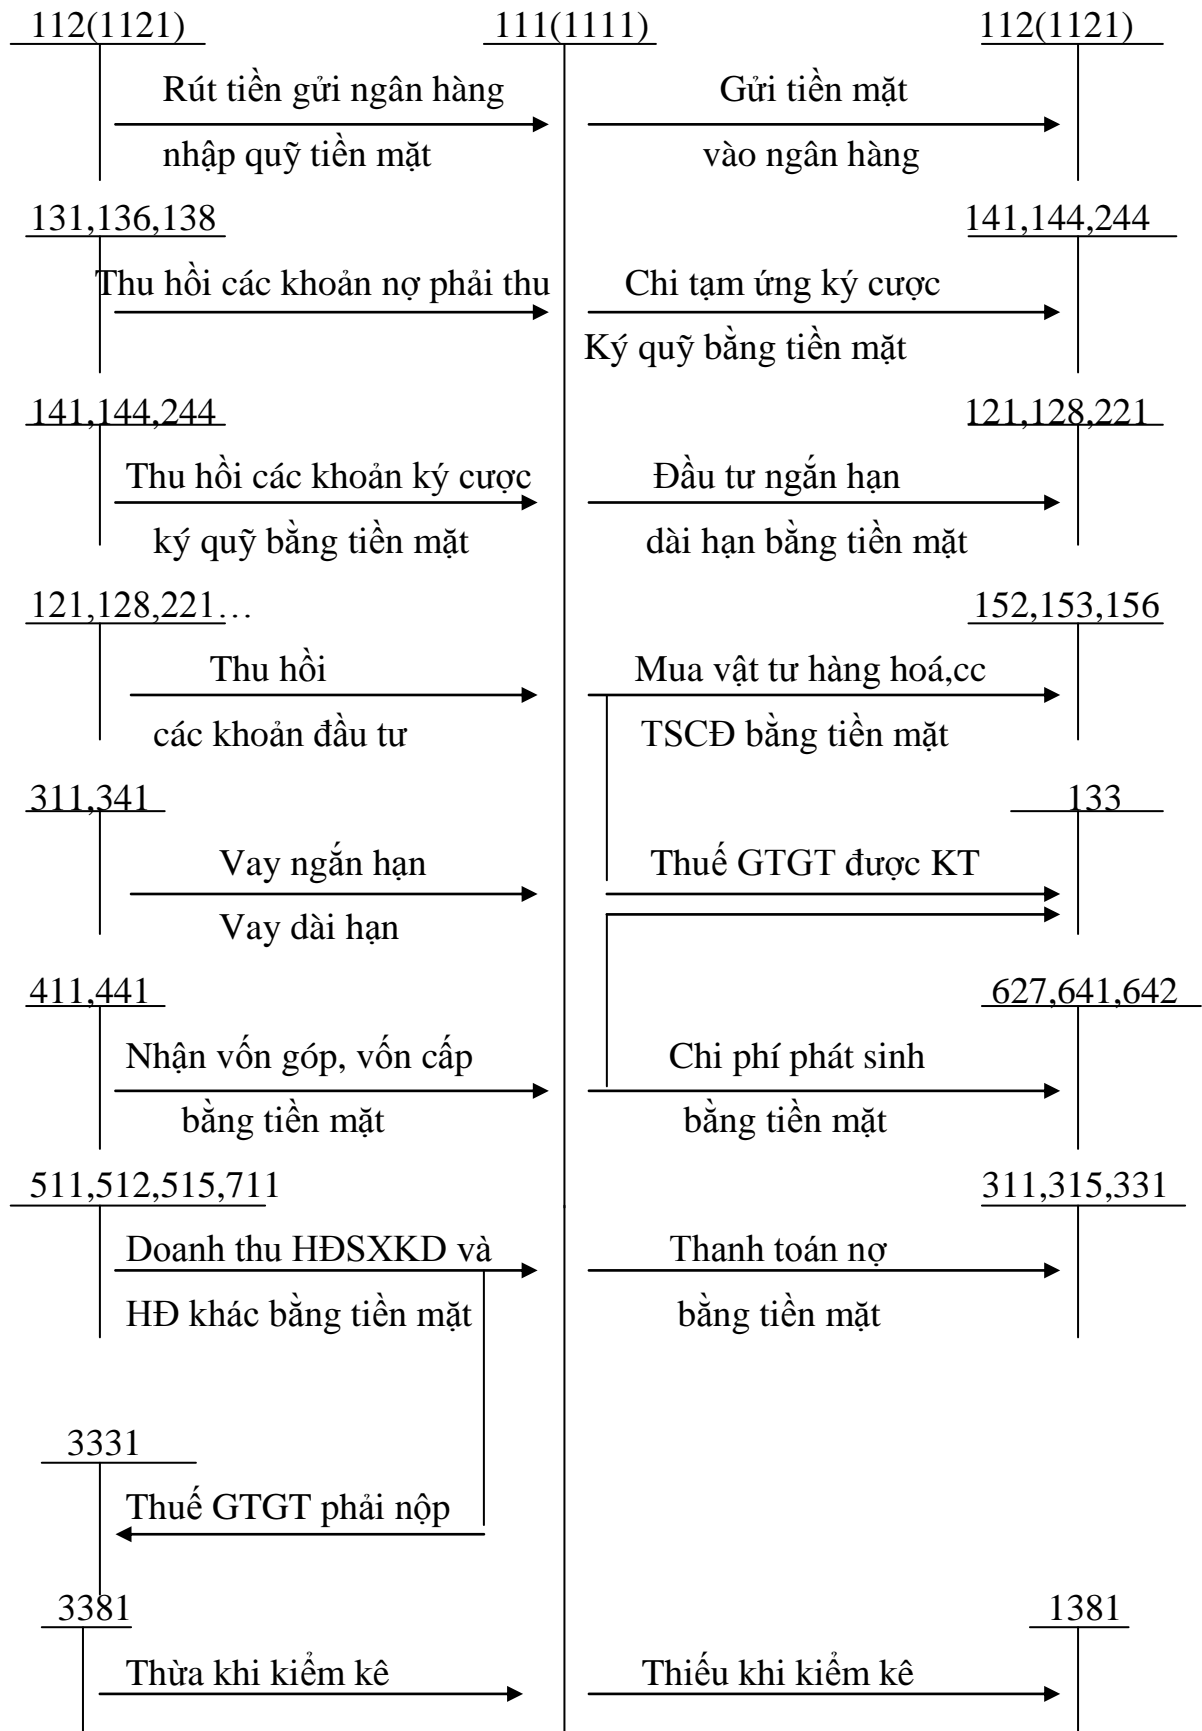 112(1121)
111(1111)
112(1121)
Rút tiền gửi ngân hàng
Gửi tiền mặt
nhập quỹ tiền mặt
vào ngân hàng
131,136,138
141,144,244
Thu hồi các khoản nợ phải thu
Chi tạm ứng ký cược
Ký quỹ bằng tiền mặt
141,144,244
121,128,221
Thu hồi các khoản ký cược
Đầu tư ngắn hạn
ký quỹ bằng tiền mặt
dài hạn bằng tiền mặt
121,128,221…
152,153,156
Thu hồi
Mua vật tư hàng hoá,cc
các khoản đầu tư
TSCĐ bằng tiền mặt
311,341
133
Vay ngắn hạn
Thuế GTGT được KT
Vay dài hạn
411,441
627,641,642
Nhận vốn góp, vốn cấp
Chi phí phát sinh
bằng tiền mặt
bằng tiền mặt
511,512,515,711
311,315,331
Doanh thu HĐSXKD và
Thanh toán nợ
HĐ khác bằng tiền mặt
bằng tiền mặt
3331
Thuế GTGT phải nộp
3381
1381
Thừa khi kiểm kê
Thiếu khi kiểm kê